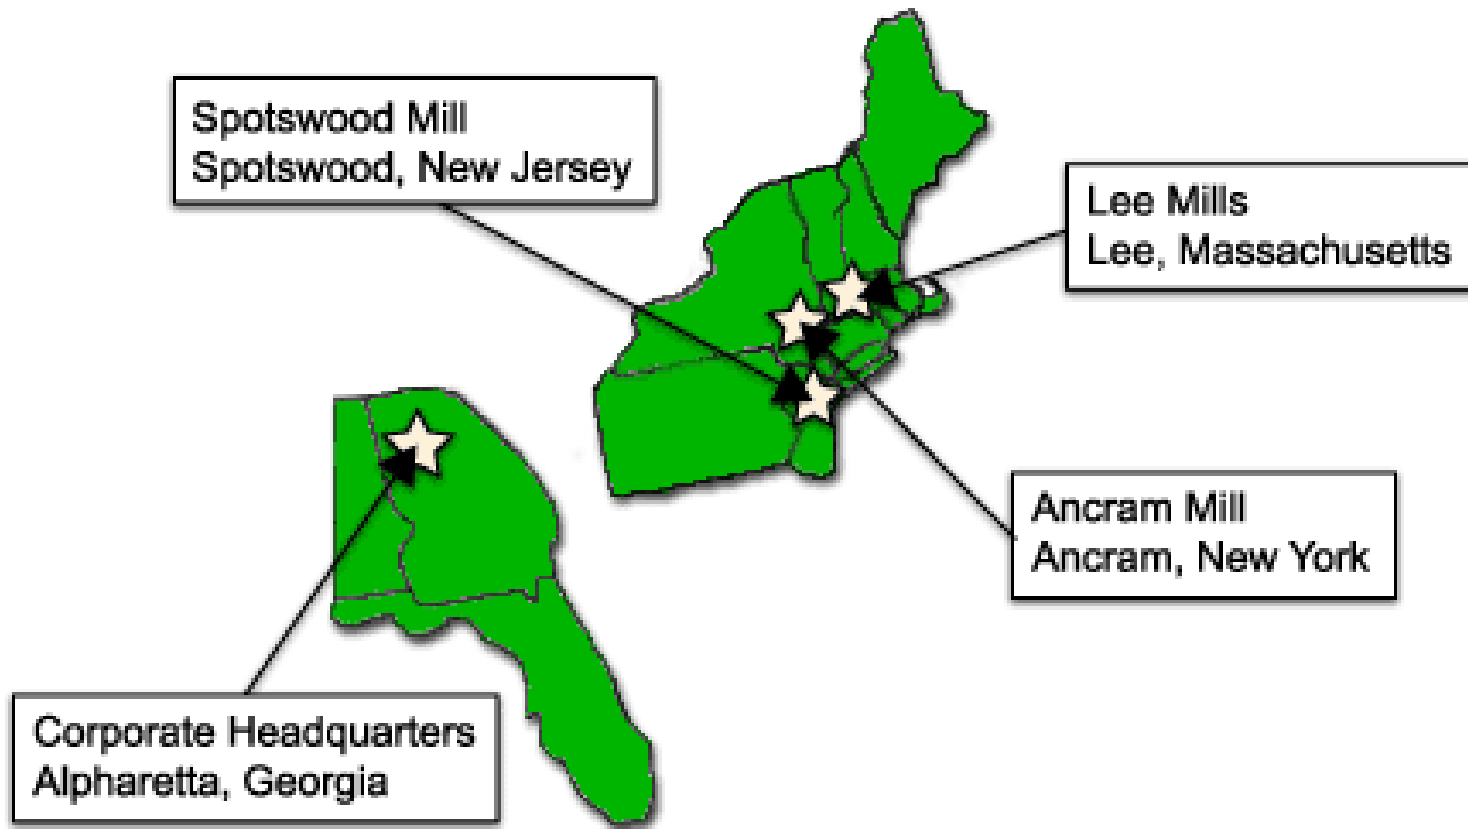 Spotswood Mill
Spotswood, New Jersey
Lee Mills
Lee, Massachusetts
Ancram Mill
Ancram, New York
Corporate Headquarters
Alpharetta, Georgia